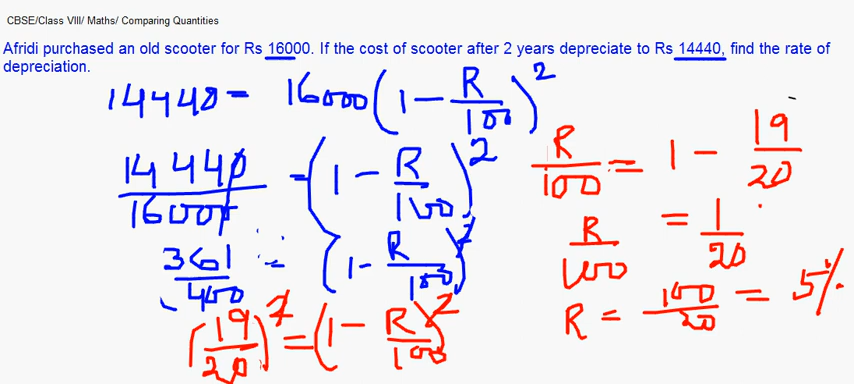 CBSE/Class VIII/ Maths/ Comparing Quantities
Afridi purchased an old scooter for Rs 16000. If the cost of scooter after 2 years depreciate to Rs 14440, find the rate of
depreciation.
14440 = 16000(1 - R/100)^2
14440/16000 = (1 - R/100)^2
361/400 = (1 - R/100)^2
(19/20)^2 = (1 - R/100)^2
R/100 = 1 - 19/20
R/100 = 1/20
R = 100/20 = 5%